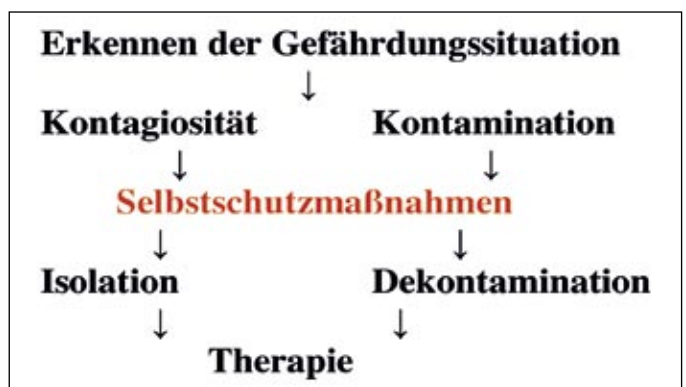 Erkennen der Gefährdungssituation
↓
Kontagiosität Kontamination
↓ ↓
Selbstschutzmaßnahmen
↓ ↓
Isolation Dekontamination
↓ ↓
Therapie